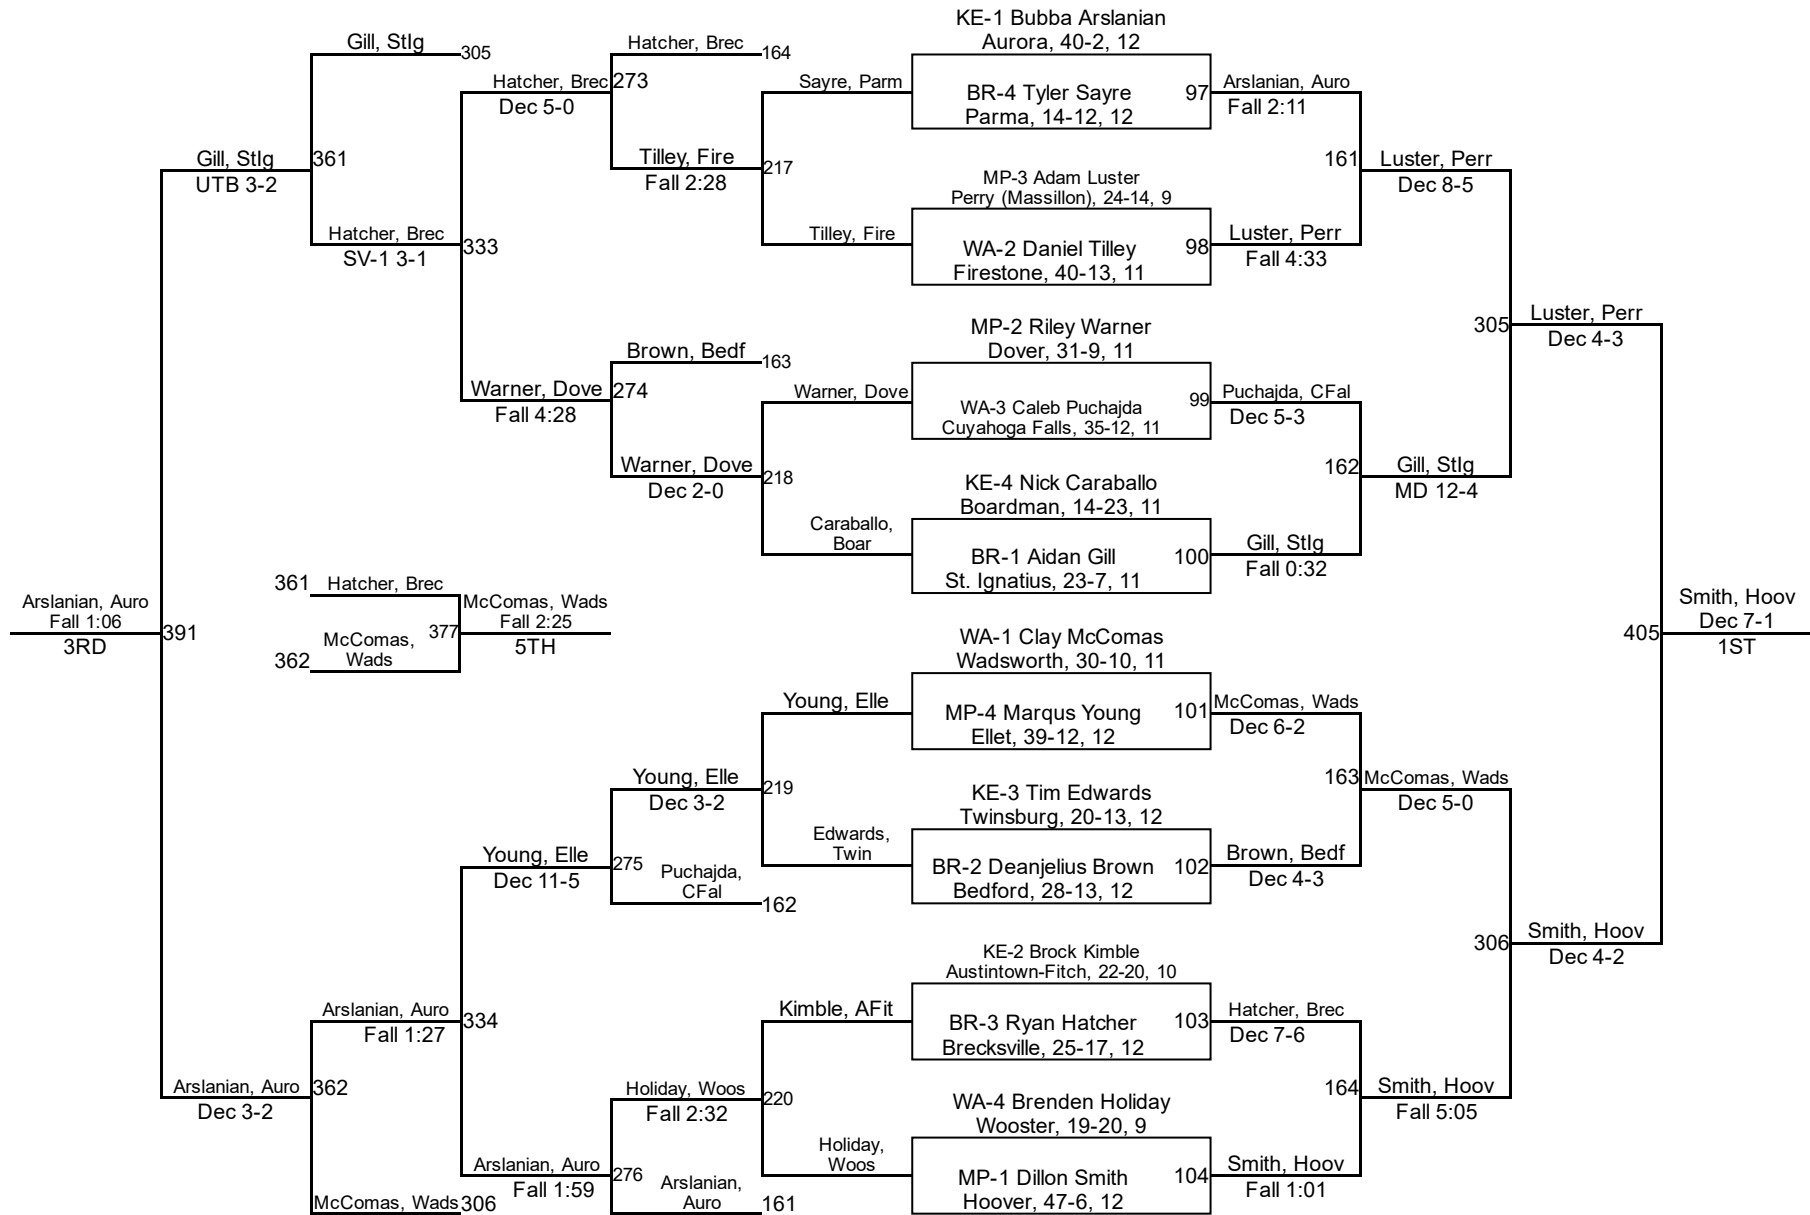 KE-1 Bubba Arslanian
Aurora, 40-2, 12
Gill, StIg
305
Hatcher, Brec
164
Hatcher, Brec
273
Dec 5-0
Sayre, Parm
BR-4 Tyler Sayre
Parma, 14-12, 12
97
Arslanian, Auro
Fall 2:11
Gill, StIg
UTB 3-2
361
Tilley, Fire
Fall 2:28
217
161
Luster, Perr
Dec 8-5
MP-3 Adam Luster
Perry (Massillon), 24-14, 9
Hatcher, Brec
SV-1 3-1
333
Tilley, Fire
WA-2 Daniel Tilley
Firestone, 40-13, 11
98
Luster, Perr
Fall 4:33
MP-2 Riley Warner
Dover, 31-9, 11
305
Luster, Perr
Dec 4-3
Brown, Bedf
163
Warner, Dove
Fall 4:28
274
Warner, Dove
WA-3 Caleb Puchajda
Cuyahoga Falls, 35-12, 11
99
Puchajda, CFal
Dec 5-3
Warner, Dove
Dec 2-0
218
KE-4 Nick Caraballo
Boardman, 14-23, 11
162
Gill, StIg
MD 12-4
Caraballo,
Boar
BR-1 Aidan Gill
St. Ignatius, 23-7, 11
100
Gill, StIg
Fall 0:32
361
Hatcher, Brec
Arslanian, Auro
Fall 1:06
3RD
391
McComas,
Wads
362
377
McComas, Wads
Fall 2:25
5TH
405
Smith, Hoov
Dec 7-1
1ST
WA-1 Clay McComas
Wadsworth, 30-10, 11
Young, Elle
MP-4 Marqus Young
Ellet, 39-12, 12
101
McComas, Wads
Dec 6-2
Young, Elle
Dec 3-2
219
KE-3 Tim Edwards
Twinsburg, 20-13, 12
163
McComas, Wads
Dec 5-0
Young, Elle
Dec 11-5
275
Puchajda,
CFal
162
Edwards,
Twin
BR-2 Deanjelius Brown
Bedford, 28-13, 12
102
Brown, Bedf
Dec 4-3
306
Smith, Hoov
Dec 4-2
KE-2 Brock Kimble
Austintown-Fitch, 22-20, 10
Arslanian, Auro
Fall 1:27
334
Kimble, AFit
BR-3 Ryan Hatcher
Brecksville, 25-17, 12
103
Hatcher, Brec
Dec 7-6
Arslanian, Auro
Dec 3-2
362
Holiday, Woos
Fall 2:32
220
WA-4 Brenden Holiday
Wooster, 19-20, 9
164
Smith, Hoov
Fall 5:05
Arslanian, Auro
Fall 1:59
276
Holiday,
Woos
MP-1 Dillon Smith
Hoover, 47-6, 12
104
Smith, Hoov
Fall 1:01
McComas, Wads
306
Arslanian,
Auro
161